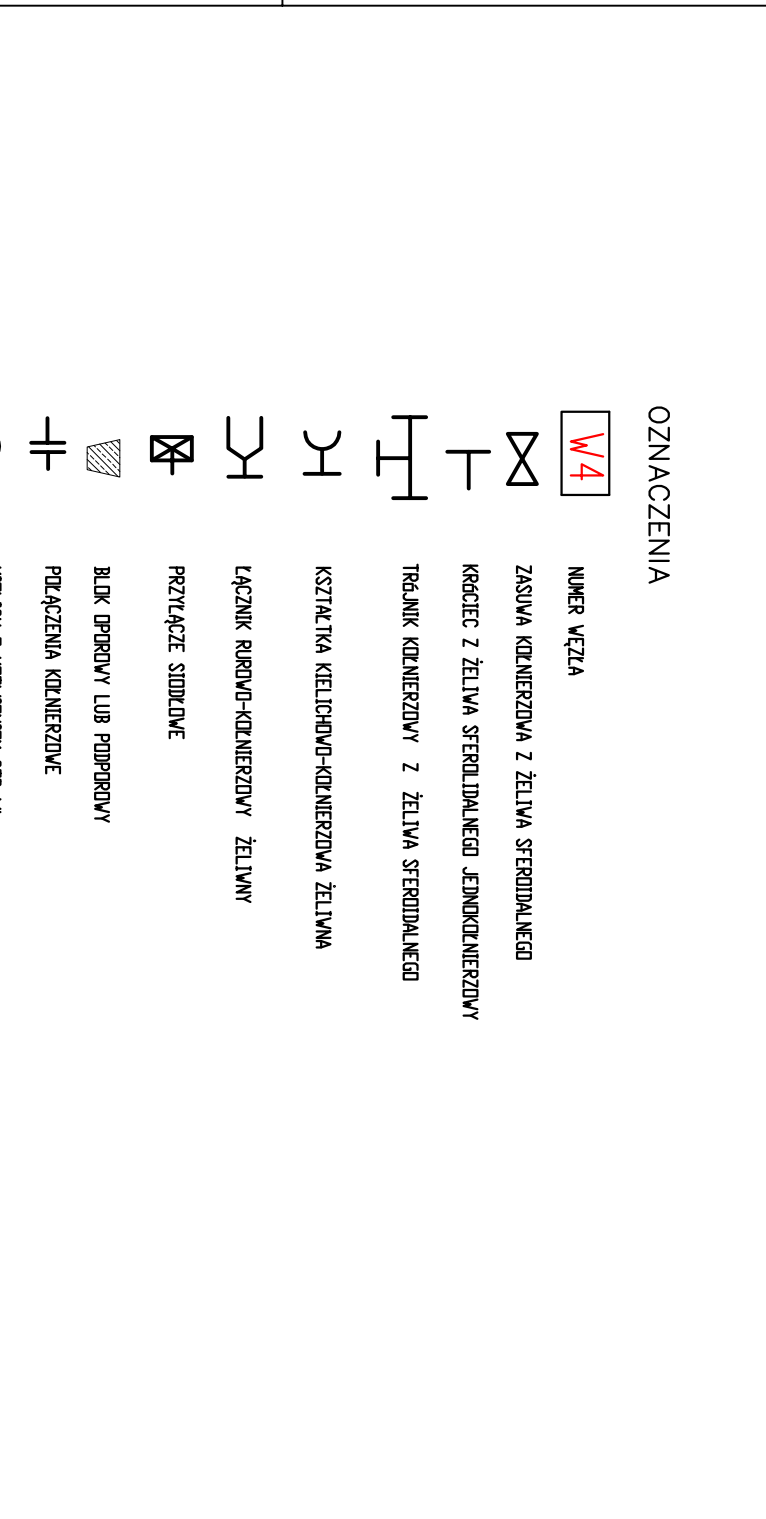 OZNACZENIA
W4
NUMER WĘZŁA
ZASUWA KOŁNIERZOWA Z ŻELIWA SFEROIDALNEGO
KRóCIEC Z ŻELIWA SFEROLIDALNEGO JEDNOKOŁNIERZOWY
TRóJNIK KOŁNIERZOWY Z ŻELIWA SFEROIDALNEGO
KSZTAŁTKA KIELICHOWO-KOŁNIERZOWA ŻELIWNA
ŁĄCZNIK RUROWO-KOŁNIERZOWY ŻELIWNY
PRZYŁĄCZE SIODŁOWE
BLOK OPOROWY LUB PODPOROWY
POŁĄCZENIA KOŁNIERZOWE